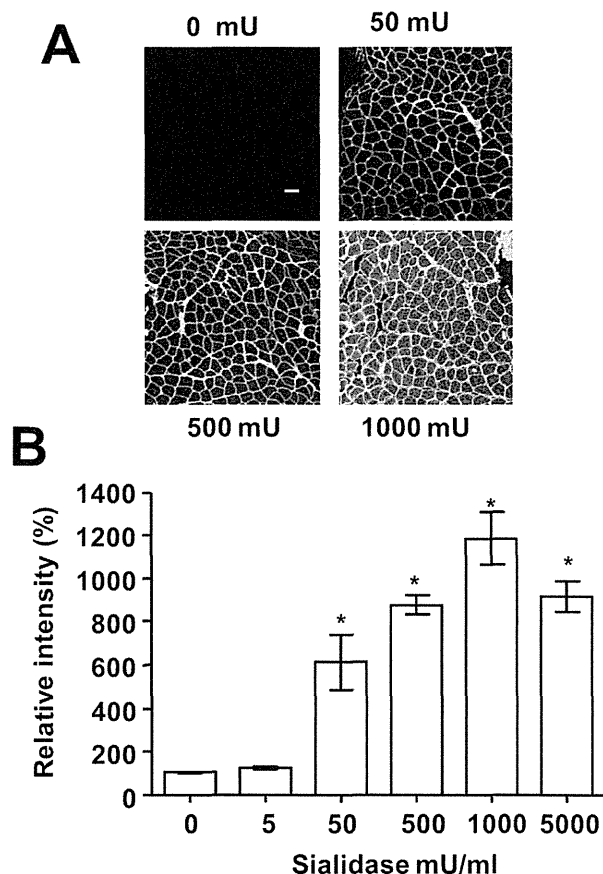 A
0 mU
50 mU
500 mU
1000 mU
B
Relative intensity (%)
1400
1200
1000
800
600
400
200
0
*
*
*
*
0 5 50 500 1000 5000
Sialidase mU/ml